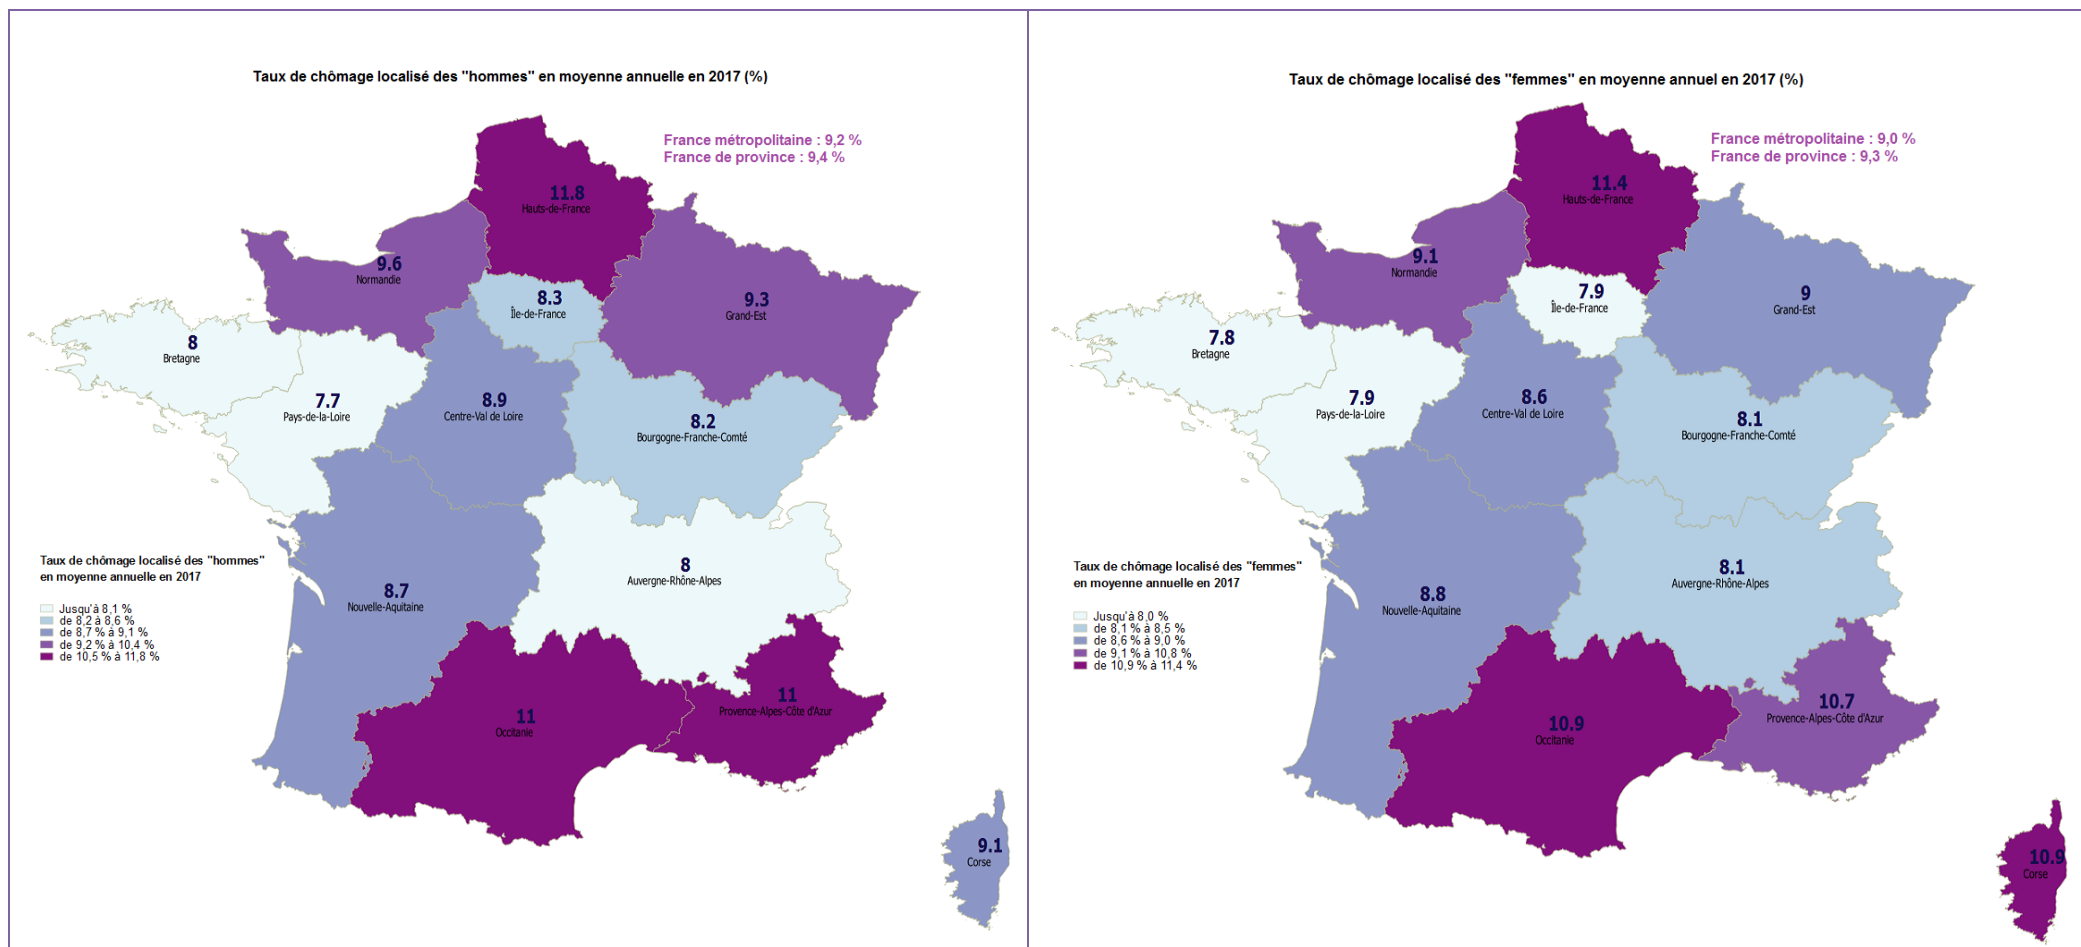 Taux de chômage localisé des "hommes" en moyenne annuelle en 2017 (%)
France métropolitaine : 9,2 %
France de province : 9,4 %
11.8
Hauts-de-France
9.6
Normandie
8.3
Île-de-France
9.3
Grand-Est
8
Bretagne
7.7
Pays-de-la-Loire
8.9
Centre-Val de Loire
8.2
Bourgogne-Franche-Comté
8.7
Nouvelle-Aquitaine
8
Auvergne-Rhône-Alpes
11
Occitanie
11
Provence-Alpes-Côte d'Azur
9.1
Corse
Taux de chômage localisé des "hommes"
en moyenne annuelle en 2017
Jusqu'à 8,1 %
de 8,2 à 8,6 %
de 8,7 % à 9,1 %
de 9,2 % à 10,4 %
de 10,5 % à 11,8 %
Taux de chômage localisé des "femmes" en moyenne annuel en 2017 (%)
France métropolitaine : 9,0 %
France de province : 9,3 %
11.4
Hauts-de-France
9.1
Normandie
7.9
Île-de-France
9
Grand-Est
7.8
Bretagne
7.9
Pays-de-la-Loire
8.6
Centre-Val de Loire
8.1
Bourgogne-Franche-Comté
8.8
Nouvelle-Aquitaine
8.1
Auvergne-Rhône-Alpes
10.9
Occitanie
10.7
Provence-Alpes-Côte d'Azur
10.9
Corse
Taux de chômage localisé des "femmes"
en moyenne annuelle en 2017
Jusqu'à 8,0 %
de 8,1 % à 8,5 %
de 8,6 % à 9,0 %
de 9,1 % à 10,8 %
de 10,9 % à 11,4 %